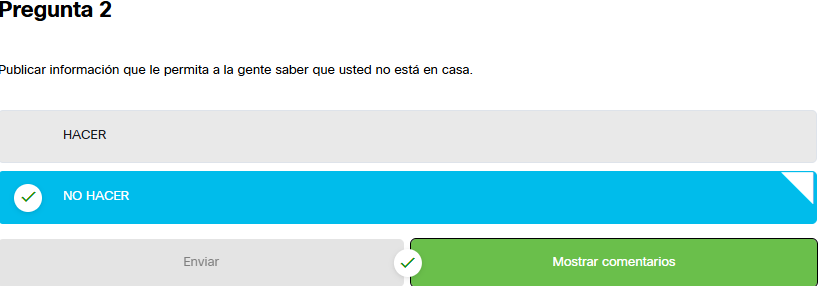 Pregunta 2
Publicar información que le permita a la gente saber que usted no está en casa.
HACER
NO HACER
Enviar
Mostrar comentarios